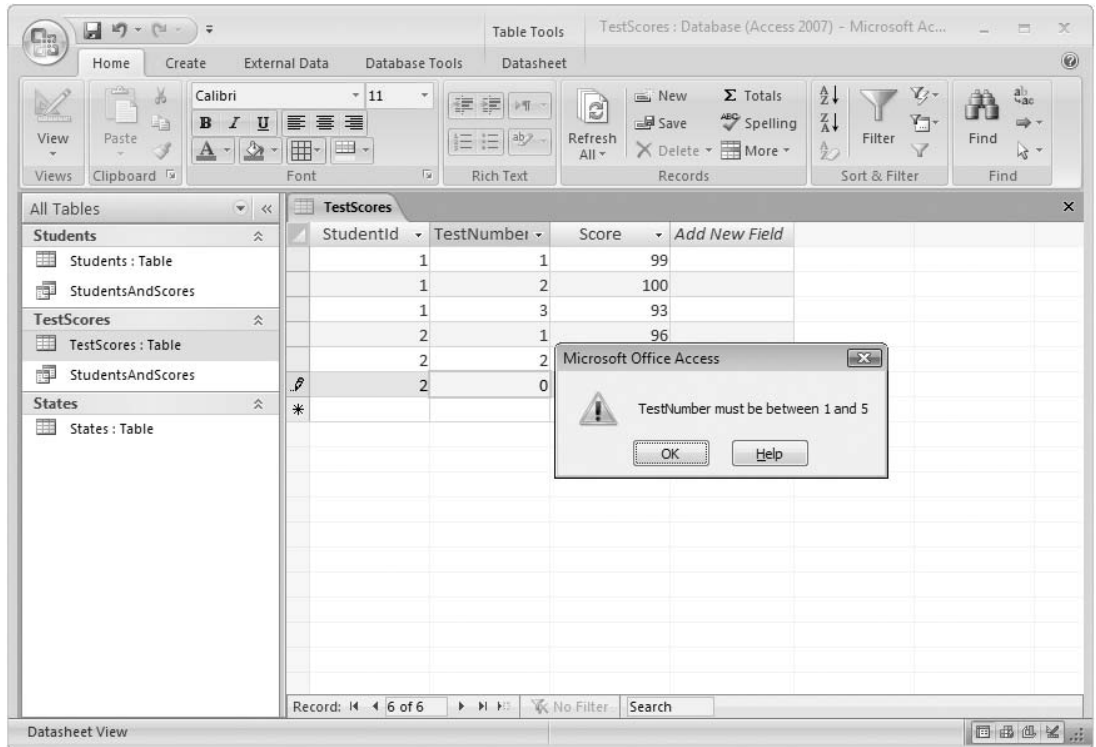 Table Tools
TestScores : Database (Access 2007) - Microsoft Ac...
Home Create External Data Database Tools Datasheet
View
Views
Paste
Clipboard
Calibri 11
B I U
A
Font
Rich Text
Refresh
All
New
Save
Delete
Σ Totals
ABC Spelling
More
Records
A
Z
Z
A
Filter
Sort & Filter
Find
Find
All Tables
Students
Students : Table
StudentsAndScores
TestScores
TestScores : Table
StudentsAndScores
States
States : Table
TestScores
StudentId TestNumber Score Add New Field
1 1 99
1 2 100
1 3 93
2 1 96
2 2
2 0
Microsoft Office Access
TestNumber must be between 1 and 5
OK Help
Record: 6 of 6 No Filter Search
Datasheet View